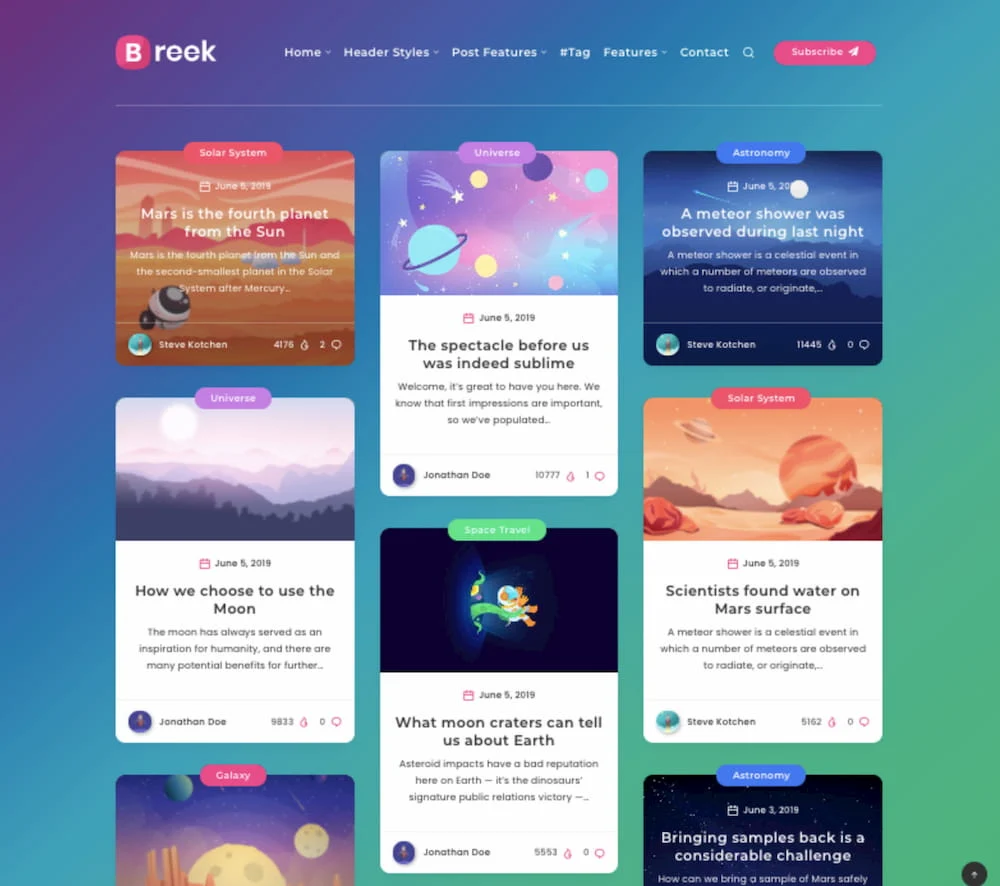 Breek
Home
Header Styles
Post Features
#Tag
Features
Contact
Subscribe
Solar System
June 5, 2019
Mars is the fourth planet
from the Sun
Mars is the fourth planet from the Sun and
the second-smallest planet in the Solar
System after Mercury...
Steve Kotchen
4176
2
Universe
June 5, 2019
The spectacle before us
was indeed sublime
Welcome, it's great to have you here. We
know that first impressions are important,
so we've populated...
Jonathan Doe
10777
1
Astronomy
June 5, 20
A meteor shower was
observed during last night
A meteor shower is a celestial event in
which a number of meteors are observed
to radiate, or originate,...
Steve Kotchen
11445
0
Universe
June 5, 2019
How we choose to use the
Moon
The moon has always served as an
inspiration for humanity, and there are
many potential benefits for further...
Jonathan Doe
9833
0
Space Travel
June 5, 2019
What moon craters can tell
us about Earth
Asteroid impacts have a bad reputation
here on Earth — it's the dinosaurs'
signature public relations victory —...
Jonathan Doe
5553
0
Solar System
June 5, 2019
Scientists found water on
Mars surface
A meteor shower is a celestial event in
which a number of meteors are observed
to radiate, or originate,...
Steve Kotchen
5162
0
Galaxy
Astronomy
June 3, 2019
Bringing samples back is a
considerable challenge
How can we bring a sample of Mars safely